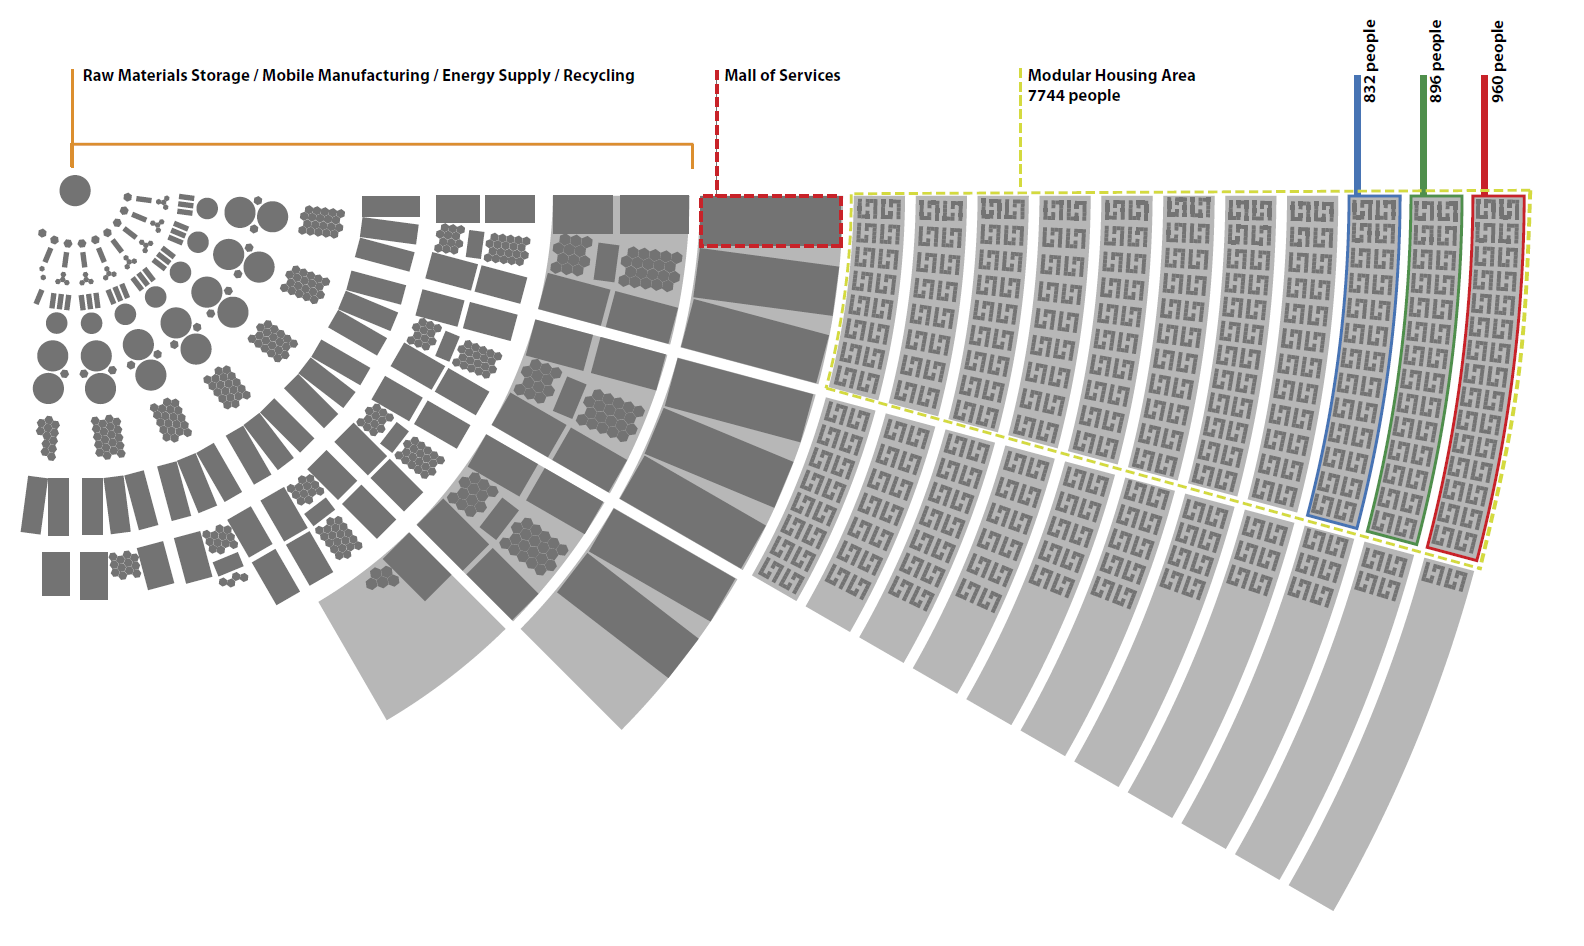 Raw Materials Storage / Mobile Manufacturing / Energy Supply / Recycling
Mall of Services
Modular Housing Area
7744 people
832 people
896 people
960 people